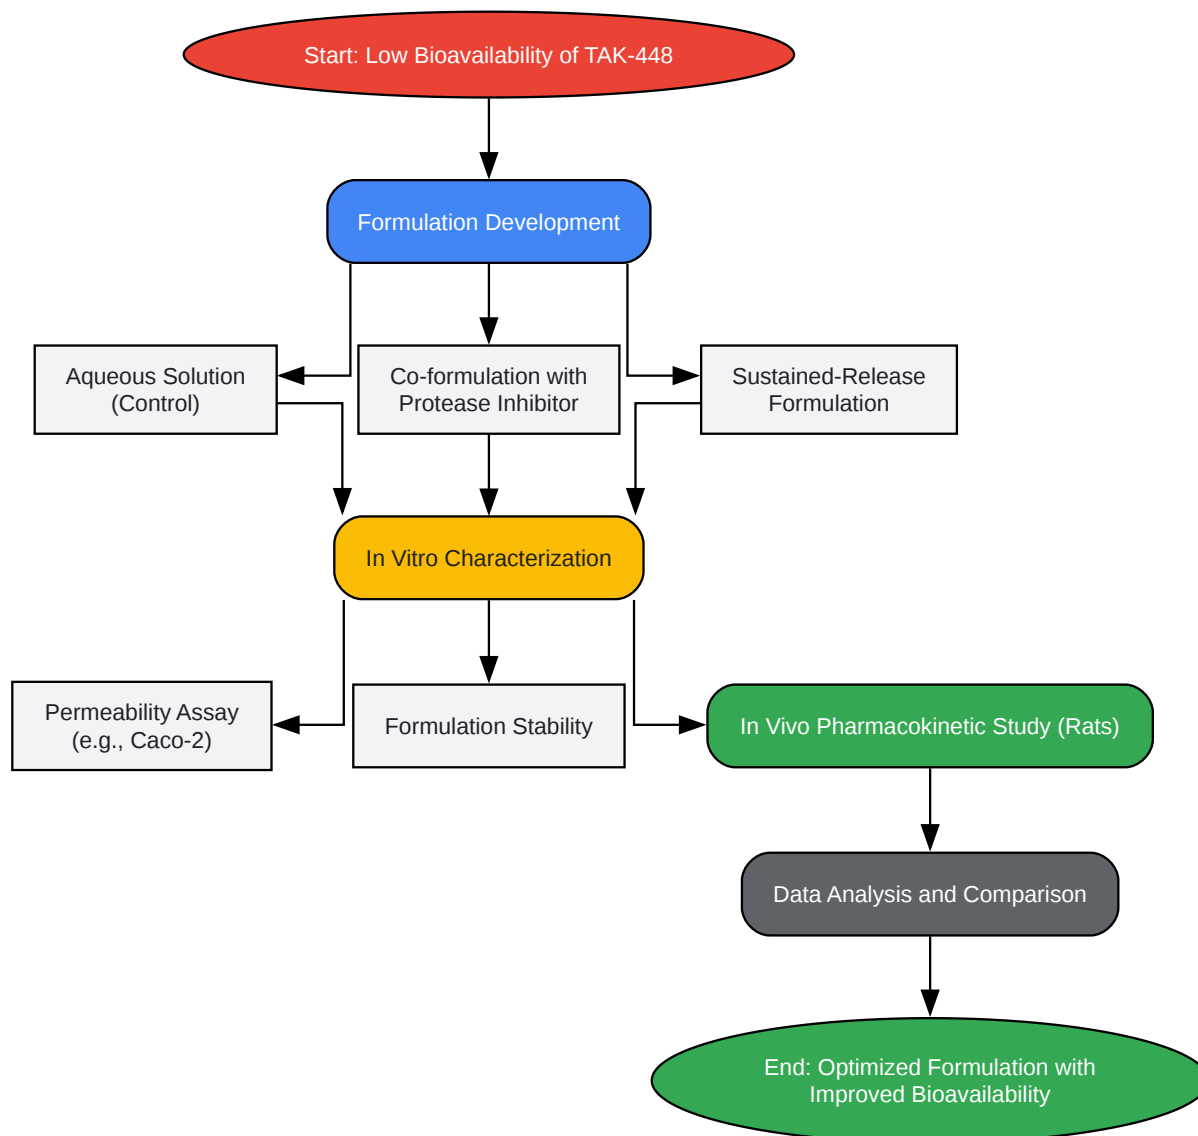 Start: Low Bioavailability of TAK-448
Formulation Development
Aqueous Solution
(Control)
Co-formulation with
Protease Inhibitor
Sustained-Release
Formulation
In Vitro Characterization
Permeability Assay
(e.g., Caco-2)
Formulation Stability
In Vivo Pharmacokinetic Study (Rats)
Data Analysis and Comparison
End: Optimized Formulation with
Improved Bioavailability